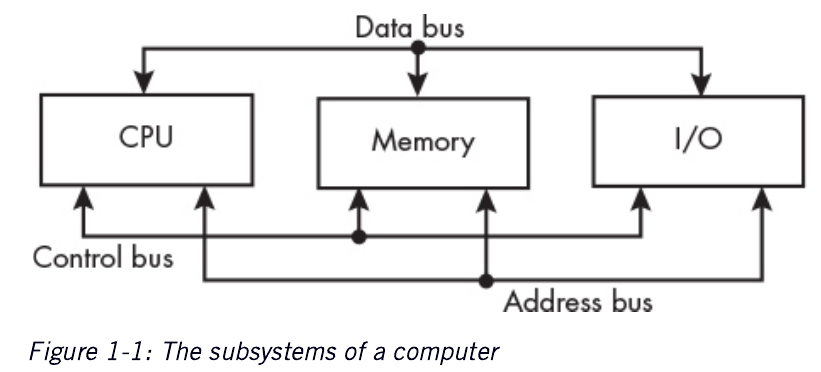 Data bus
CPU
Memory
I/O
Control bus
Address bus
Figure 1-1: The subsystems of a computer